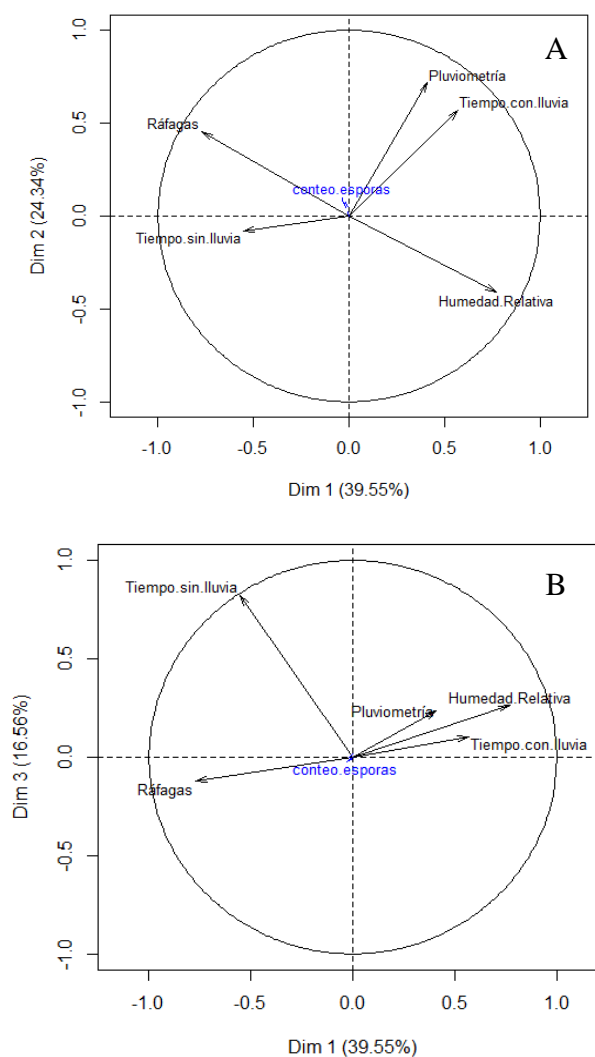 A
1.0
0.5
0.0
-0.5
-1.0
Dim 2 (24.34%)
Pluviometría
Tiempo.con.lluvia
Ráfagas
conteo.esporas
Tiempo.sin.lluvia
Humedad.Relativa
-1.0 -0.5 0.0 0.5 1.0
Dim 1 (39.55%)
B
1.0
0.5
0.0
-0.5
-1.0
Dim 3 (16.56%)
Tiempo.sin.lluvia
Humedad.Relativa
Pluviometría
Tiempo.con.lluvia
conteo.esporas
Ráfagas
-1.0 -0.5 0.0 0.5 1.0
Dim 1 (39.55%)